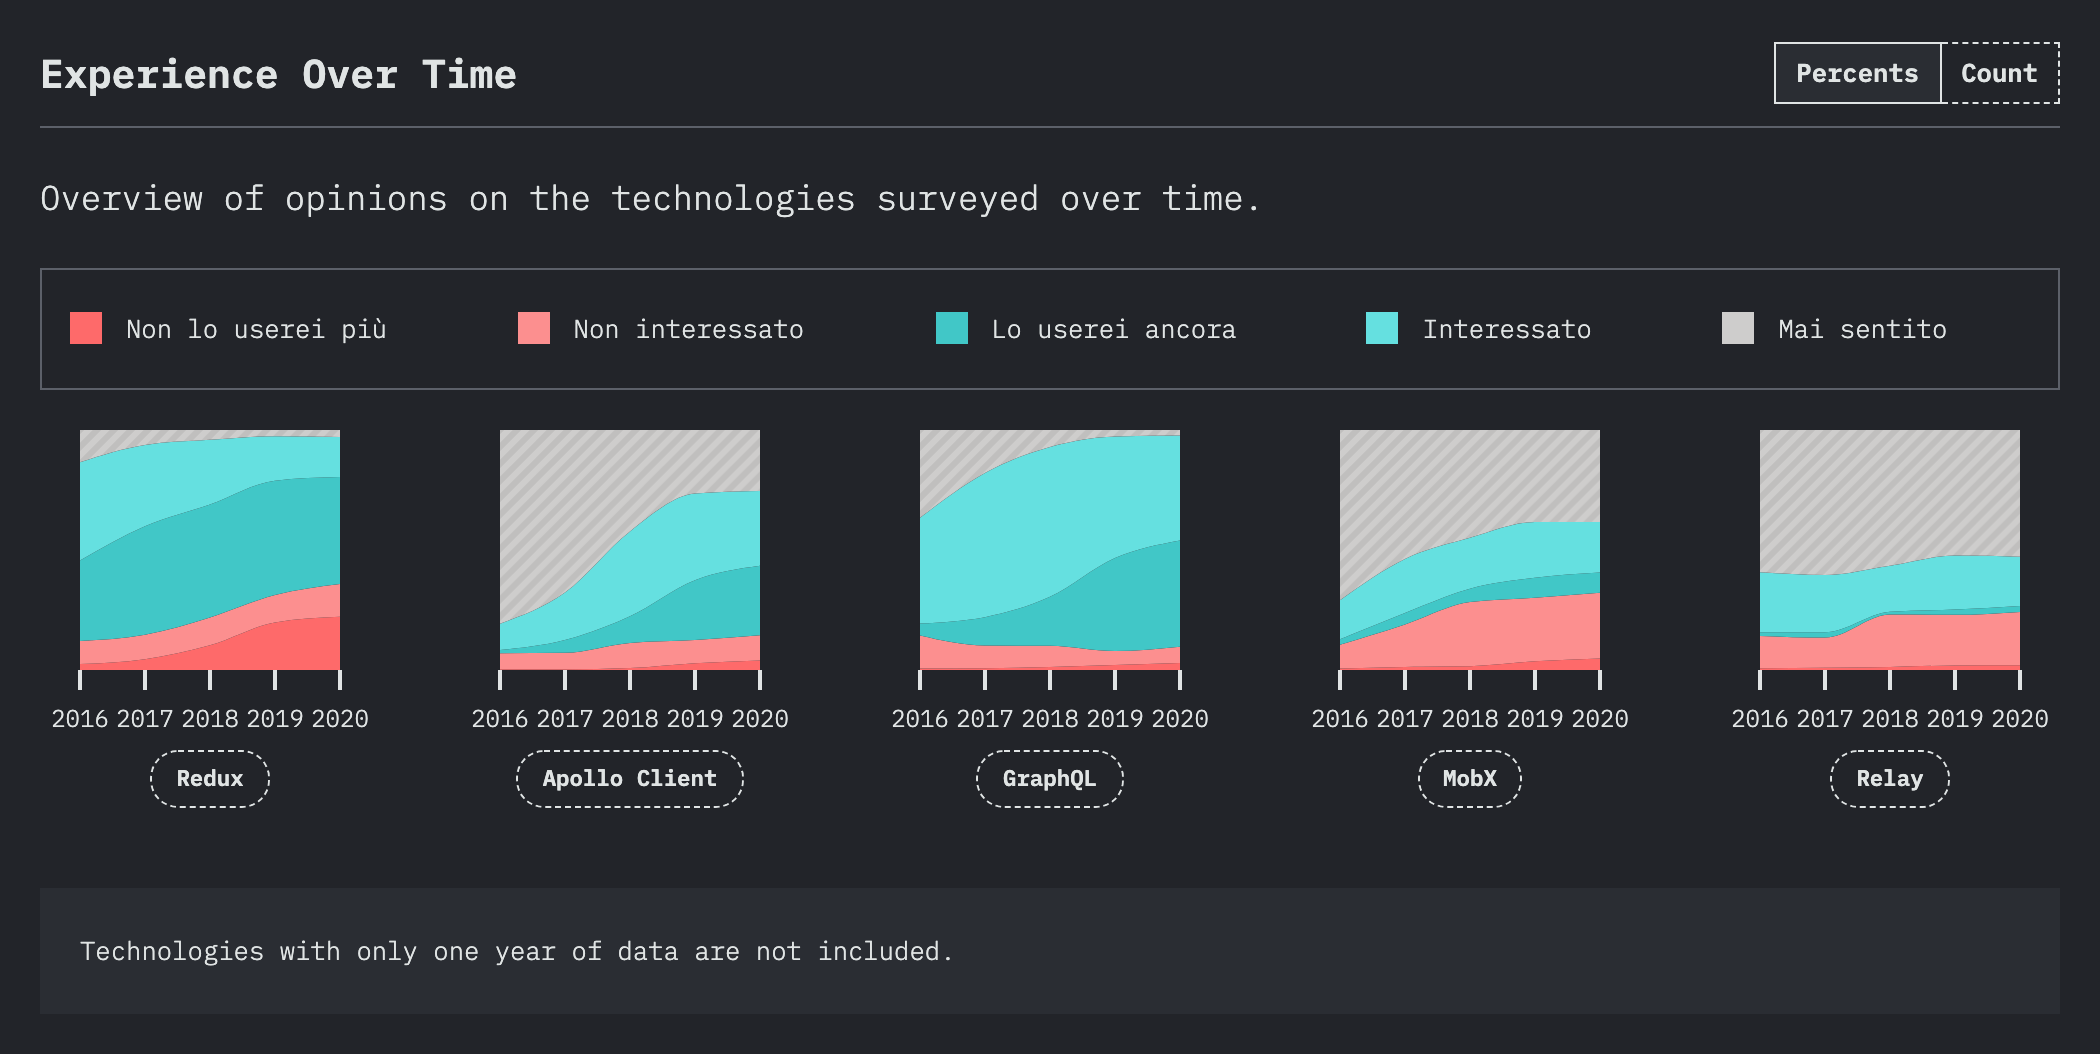 Experience Over Time
Percents Count
Overview of opinions on the technologies surveyed over time.
Non lo userei più Non interessato Lo userei ancora Interessato Mai sentito
2016 2017 2018 2019 2020 2016 2017 2018 2019 2020 2016 2017 2018 2019 2020 2016 2017 2018 2019 2020 2016 2017 2018 2019 2020
Redux Apollo Client GraphQL MobX Relay
Technologies with only one year of data are not included.